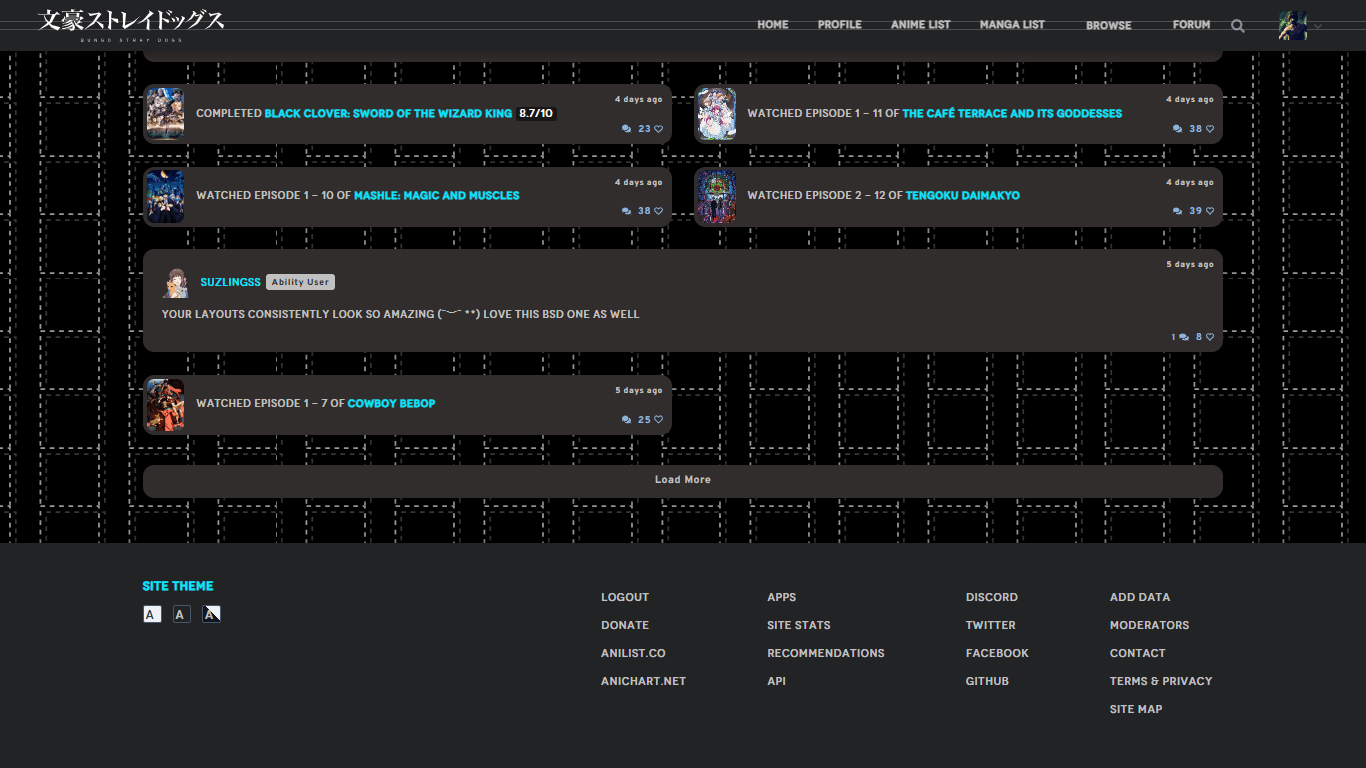 文豪ストレイドッグス
BUNGO STRAY DOGS
HOME PROFILE ANIME LIST MANGA LIST BROWSE FORUM
COMPLETED BLACK CLOVER: SWORD OF THE WIZARD KING 8.7/10
4 days ago
23
WATCHED EPISODE 1 – 11 OF THE CAFÉ TERRACE AND ITS GODDESSES
4 days ago
38
WATCHED EPISODE 1 – 10 OF MASHLE: MAGIC AND MUSCLES
4 days ago
38
WATCHED EPISODE 2 – 12 OF TENGOKU DAIMAKYO
4 days ago
39
5 days ago
SUZLINGSS Ability User
YOUR LAYOUTS CONSISTENTLY LOOK SO AMAZING (˘︶˘ **) LOVE THIS BSD ONE AS WELL
1 8
WATCHED EPISODE 1 – 7 OF COWBOY BEBOP
5 days ago
25
Load More
SITE THEME
A A A
LOGOUT
DONATE
ANILIST.CO
ANICHART.NET
APPS
SITE STATS
RECOMMENDATIONS
API
DISCORD
TWITTER
FACEBOOK
GITHUB
ADD DATA
MODERATORS
CONTACT
TERMS & PRIVACY
SITE MAP